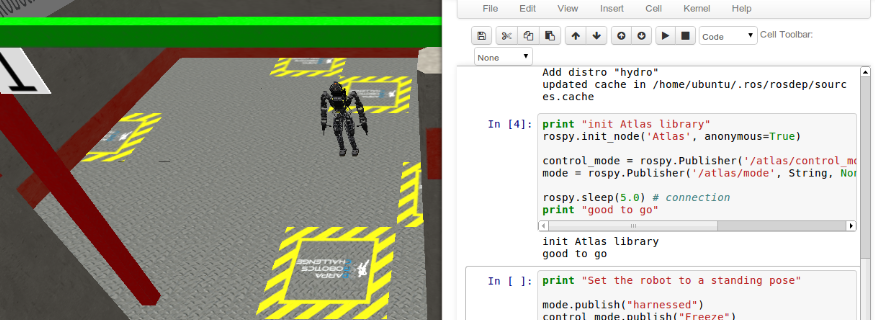 File Edit View Insert Cell Kernel Help
Code Cell Toolbar:
None
Add distro "hydro"
updated cache in /home/ubuntu/.ros/rosdep/sourc
es.cache
In [4]: print "init Atlas library"
rospy.init_node('Atlas', anonymous=True)
control_mode = rospy.Publisher('/atlas/control_mo
mode = rospy.Publisher('/atlas/mode', String, Non
rospy.sleep(5.0) # connection
print "good to go"
init Atlas library
good to go
In [ ]: print "Set the robot to a standing pose"
mode.publish("harnessed")
control_mode.publish("Freeze")
ROBOTICS